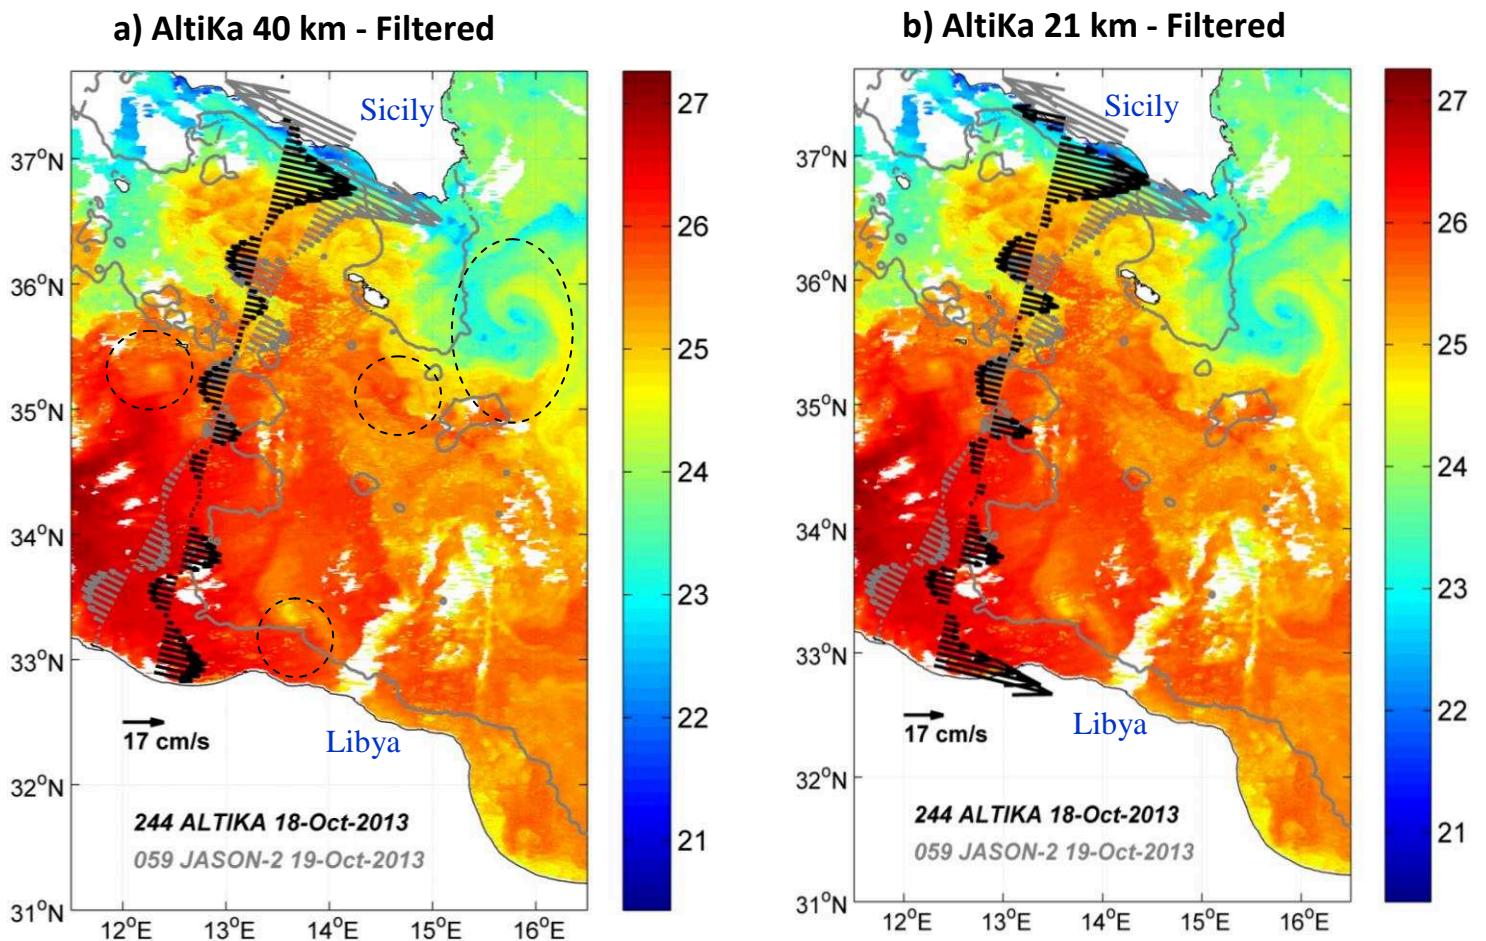 a) AltiKa 40 km - Filtered
Sicily
37°N
36°N
35°N
34°N
33°N
32°N
31°N
12°E
13°E
14°E
15°E
16°E
17 cm/s
Libya
244 ALTIKA 18-Oct-2013
059 JASON-2 19-Oct-2013
27
26
25
24
23
22
21
b) AltiKa 21 km - Filtered
Sicily
37°N
36°N
35°N
34°N
33°N
32°N
31°N
12°E
13°E
14°E
15°E
16°E
17 cm/s
Libya
244 ALTIKA 18-Oct-2013
059 JASON-2 19-Oct-2013
27
26
25
24
23
22
21